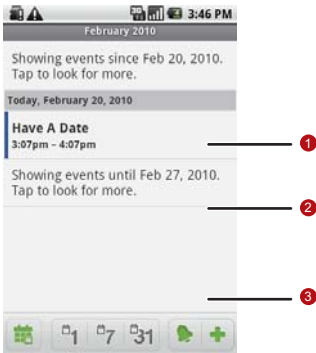 3:46 PM
February 2010
Showing events since Feb 20, 2010.
Tap to look for more.
Today, February 20, 2010
Have A Date
3:07pm – 4:07pm
1
Showing events until Feb 27, 2010.
Tap to look for more.
2
3
1 7 31